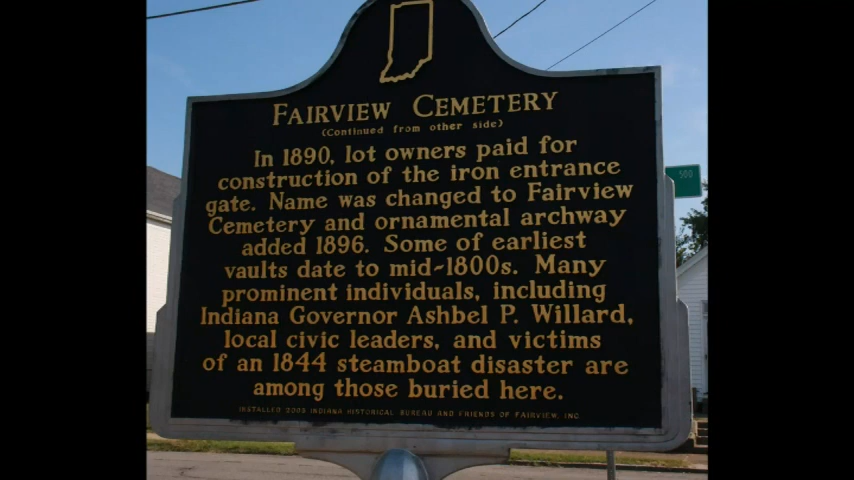 FAIRVIEW CEMETERY
(Continued from other side)
In 1890, lot owners paid for
construction of the iron entrance
gate. Name was changed to Fairview
Cemetery and ornamental archway
added 1896. Some of earliest
vaults date to mid-1800s. Many
prominent individuals, including
Indiana Governor Ashbel P. Willard,
local civic leaders, and victims
of an 1844 steamboat disaster are
among those buried here.
INSTALLED 2009 INDIANA HISTORICAL BUREAU AND FRIENDS OF FAIRVIEW, INC
500